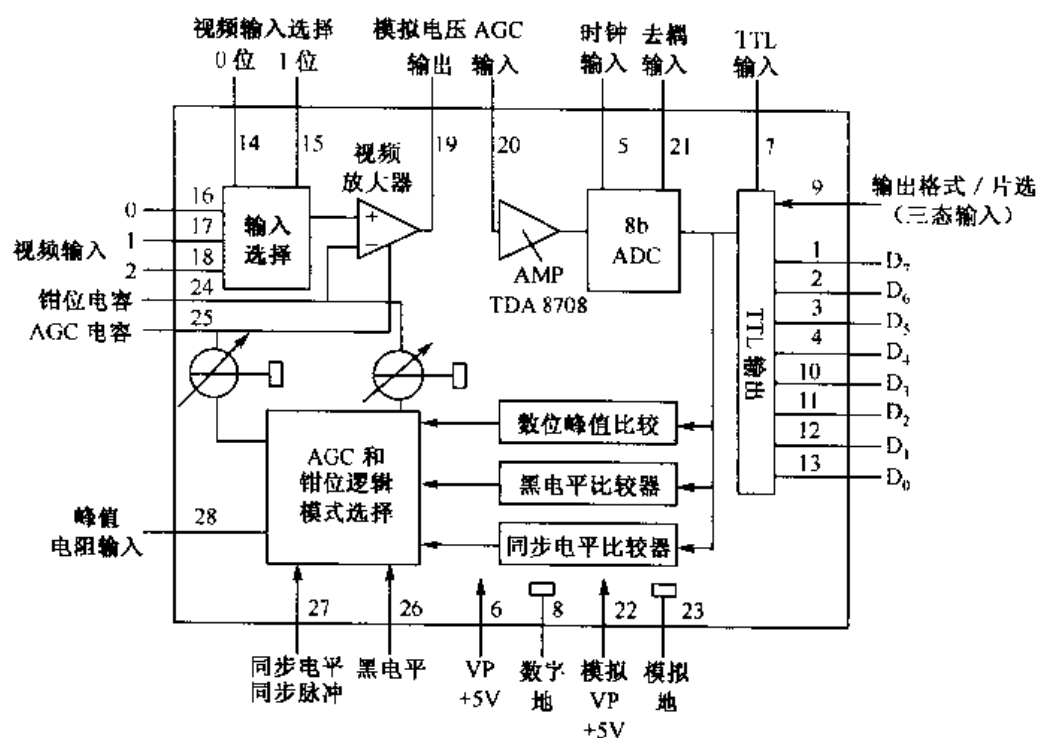 视频输入选择
0位 1位
模拟电压 AGC
输出 输入
时钟 去耦
输入 输入
TTL
输入
14
15
视频
放大器
19
20
5
21
7
9
输出格式 / 片选
(三态输入)
视频输入
0
1
2
16
17
18
输入
选择
+
−
8b
ADC
AMP
TDA 8708
TTL 输出
1
D₇
2
D₆
3
D₅
4
D₄
10
D₃
11
D₂
12
D₁
13
D₀
24
钳位电容
25
AGC 电容
AGC 和
钳位逻辑
模式选择
数位峰值比较
黑电平比较器
同步电平比较器
28
峰值
电阻输入
27
26
6
8
22
23
同步电平
同步脉冲
黑电平
VP
+5V
数字
地
模拟
VP
+5V
模拟
地